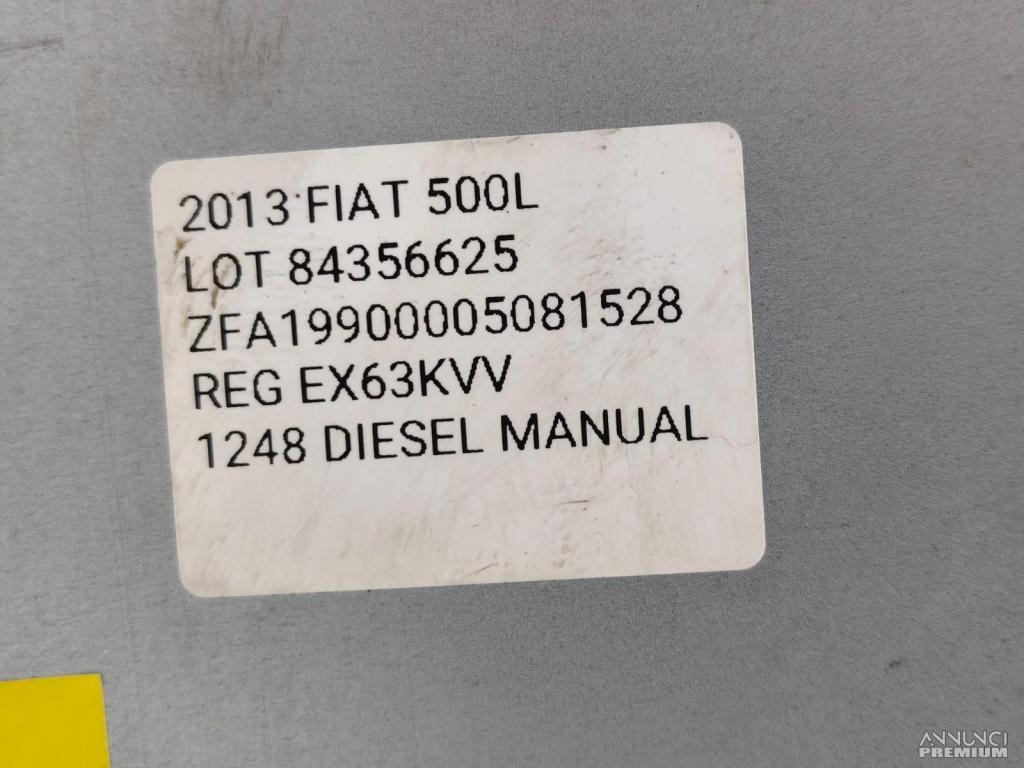 2013 FIAT 500L
LOT 84356625
ZFA19900005081528
REG EX63KVV
1248 DIESEL MANUAL
ANNUNCI
PREMIUM